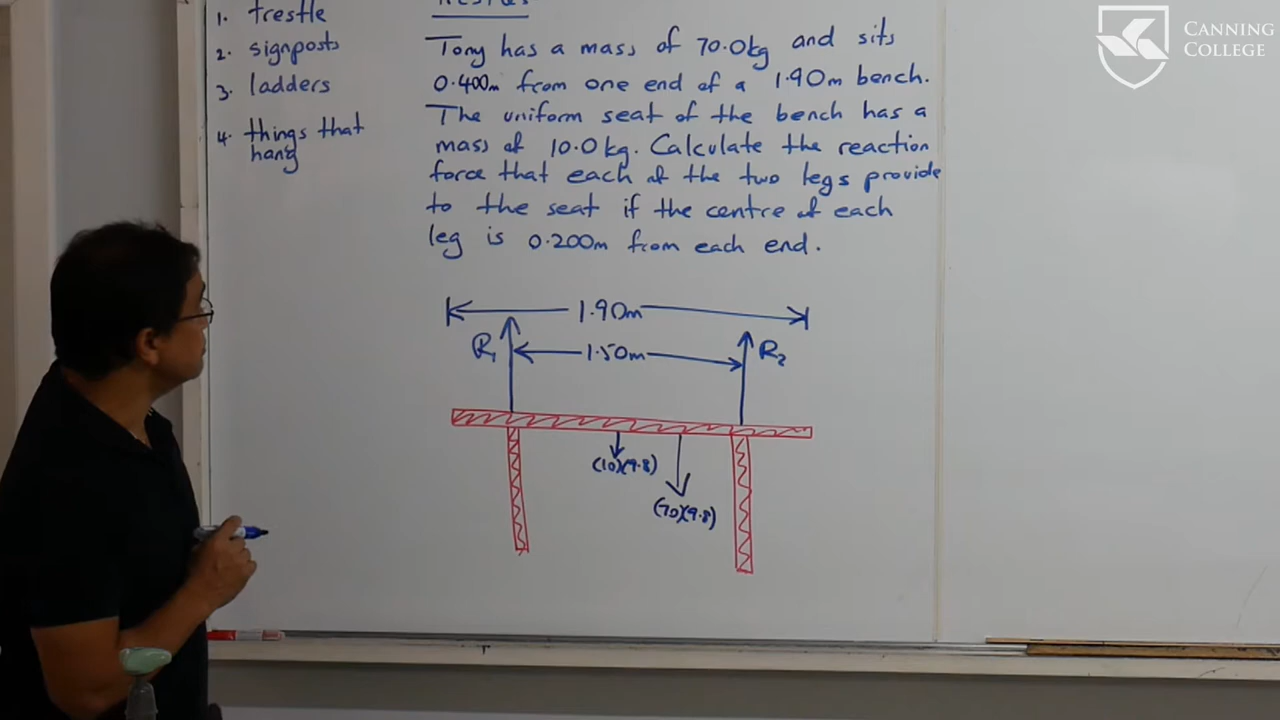 1. trestle
2. signposts
3. ladders
4. things that
hang
Tony has a mass of 70.0kg and sits
0.400m from one end of a 1.90m bench.
The uniform seat of the bench has a
mass of 10.0kg. Calculate the reaction
force that each of the two legs provide
to the seat if the centre of each
leg is 0.200m from each end.
1.90m
R₁
1.50m
R₂
(10)(9.8)
(70)(9.8)
CANNING
COLLEGE